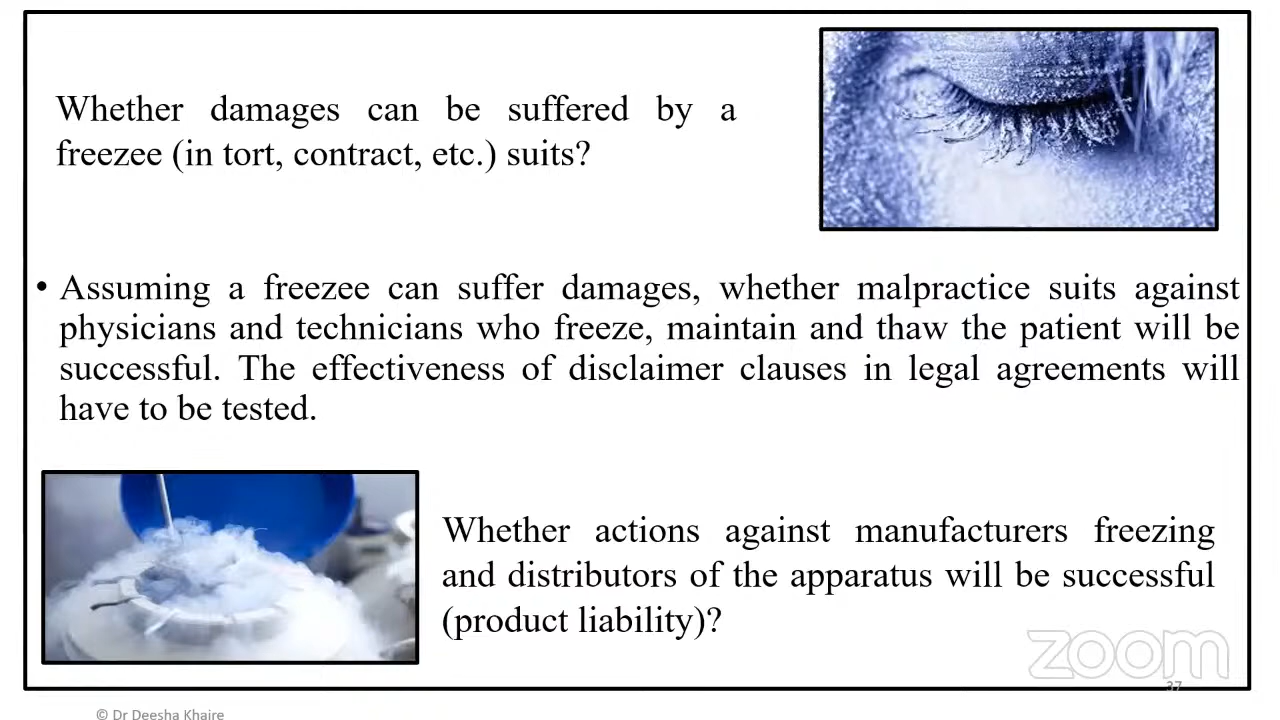 Whether damages can be suffered by a
freezee (in tort, contract, etc.) suits?
• Assuming a freezee can suffer damages, whether malpractice suits against
physicians and technicians who freeze, maintain and thaw the patient will be
successful. The effectiveness of disclaimer clauses in legal agreements will
have to be tested.
Whether actions against manufacturers freezing
and distributors of the apparatus will be successful
(product liability)?
zoom
37
© Dr Deesha Khaire